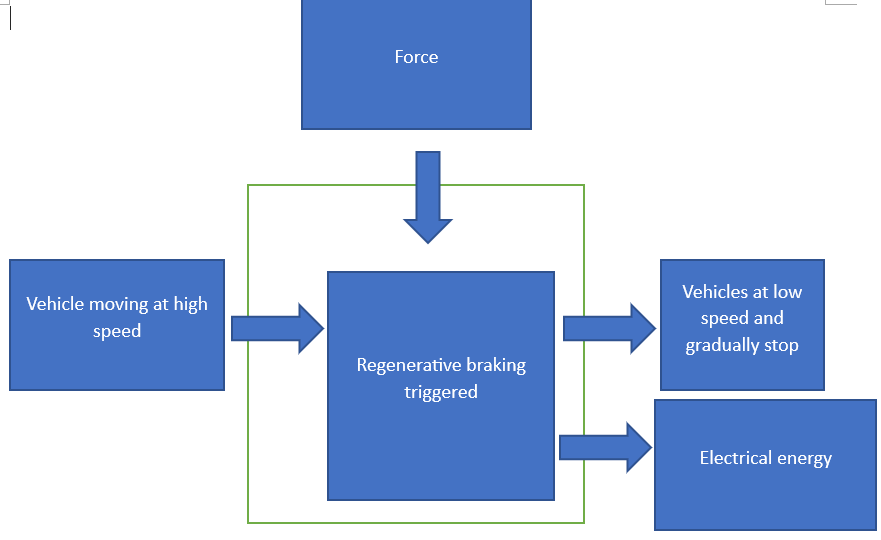 Force
Vehicle moving at high
speed
Regenerative braking
triggered
Vehicles at low
speed and
gradually stop
Electrical energy